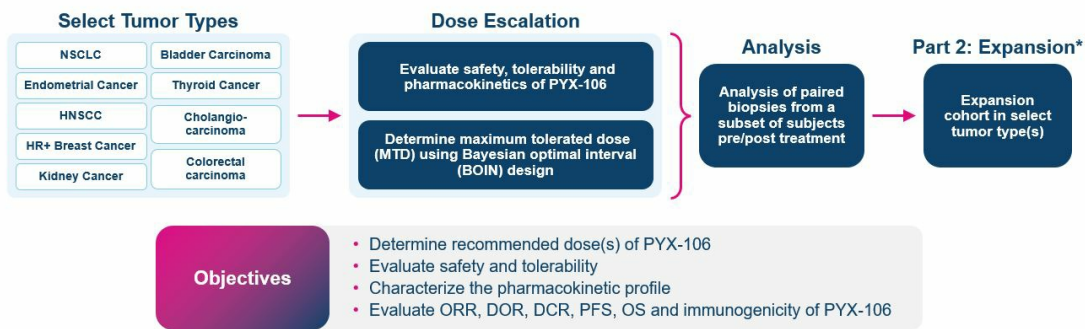 Select Tumor Types
NSCLC
Endometrial Cancer
HNSCC
HR+ Breast Cancer
Kidney Cancer
Bladder Carcinoma
Thyroid Cancer
Cholangio-
carcinoma
Colorectal
carcinoma
Dose Escalation
Evaluate safety, tolerability and
pharmacokinetics of PYX-106
Determine maximum tolerated dose
(MTD) using Bayesian optimal interval
(BOIN) design
Analysis
Analysis of paired
biopsies from a
subset of subjects
pre/post treatment
Part 2: Expansion*
Expansion
cohort in select
tumor type(s)
Objectives
• Determine recommended dose(s) of PYX-106
• Evaluate safety and tolerability
• Characterize the pharmacokinetic profile
• Evaluate ORR, DOR, DCR, PFS, OS and immunogenicity of PYX-106